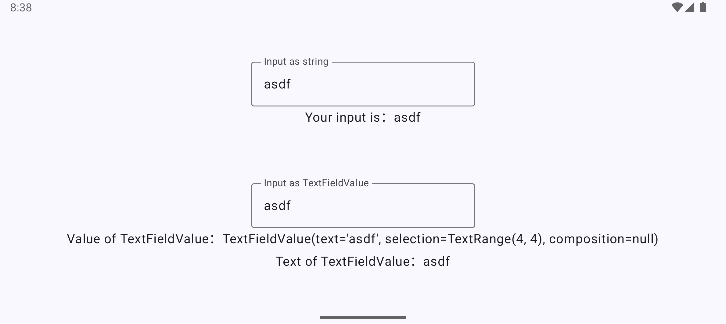 8:38
Input as string
asdf
Your input is：asdf
Input as TextFieldValue
asdf
Value of TextFieldValue：TextFieldValue(text='asdf', selection=TextRange(4, 4), composition=null)
Text of TextFieldValue：asdf